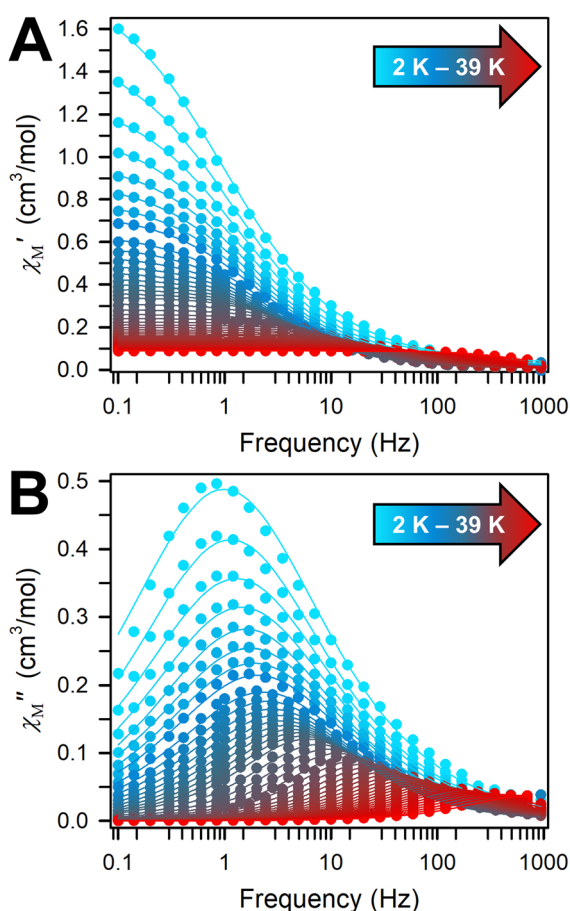 A
2 K – 39 K
χM′ (cm³/mol)
1.6
1.4
1.2
1.0
0.8
0.6
0.4
0.2
0.0
0.1 1 10 100 1000
Frequency (Hz)
B
2 K – 39 K
χM″ (cm³/mol)
0.5
0.4
0.3
0.2
0.1
0.0
0.1 1 10 100 1000
Frequency (Hz)